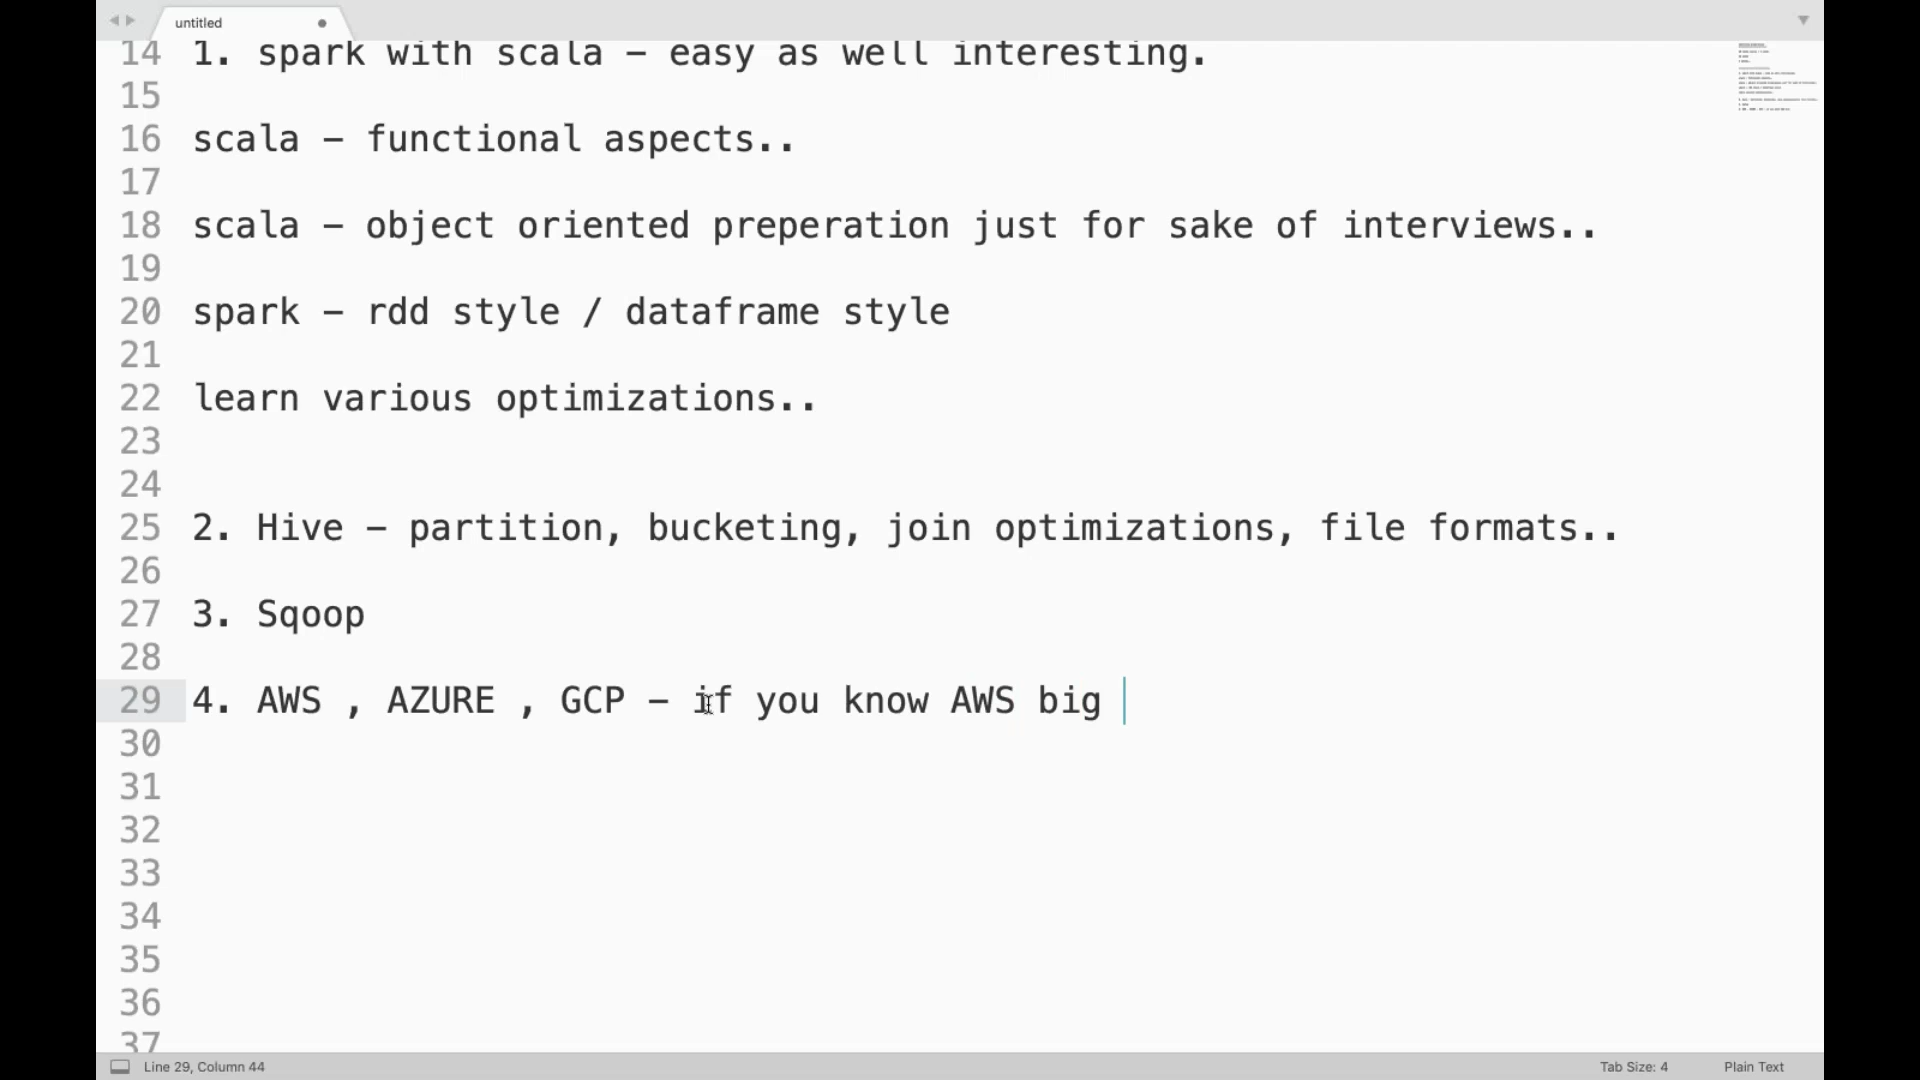 untitled
14 1. spark with scala – easy as well interesting.
15
16 scala – functional aspects..
17
18 scala – object oriented preperation just for sake of interviews..
19
20 spark – rdd style / dataframe style
21
22 learn various optimizations..
23
24
25 2. Hive – partition, bucketing, join optimizations, file formats..
26
27 3. Sqoop
28
29 4. AWS , AZURE , GCP – if you know AWS big
30
31
32
33
34
35
36
37
Line 29, Column 44 Tab Size: 4 Plain Text